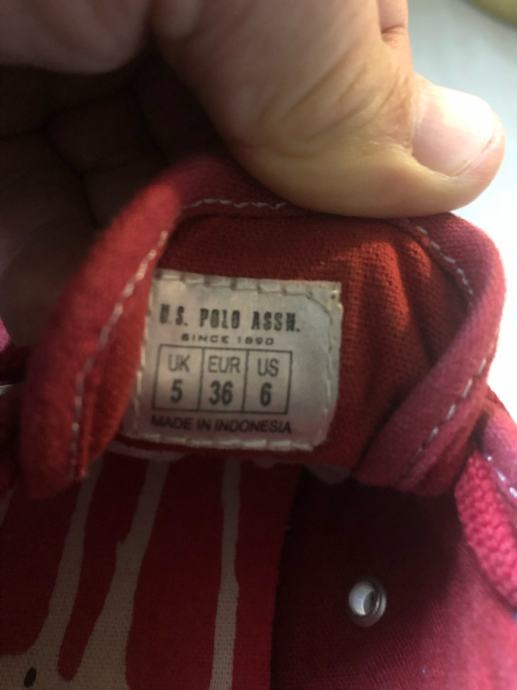 U.S. POLO ASSN.
SINCE 1890
UK EUR US
5 36 6
MADE IN INDONESIA